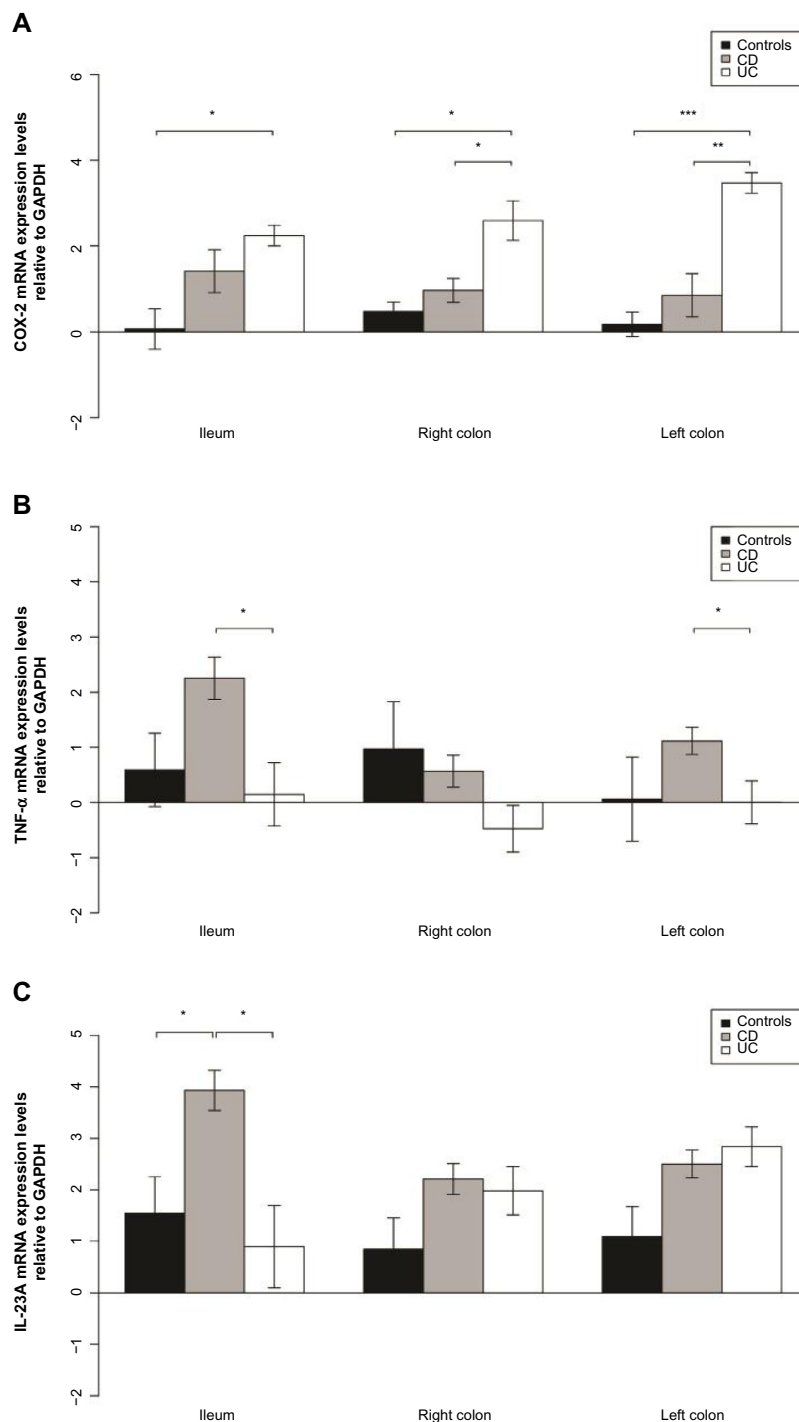 A
Controls
CD
UC
COX-2 mRNA expression levels
relative to GAPDH
6
4
2
0
−2
*
*
*
***
**
Ileum Right colon Left colon
B
Controls
CD
UC
TNF-α mRNA expression levels
relative to GAPDH
5
4
3
2
1
0
−1
−2
*
*
Ileum Right colon Left colon
C
Controls
CD
UC
IL-23A mRNA expression levels
relative to GAPDH
5
4
3
2
1
0
−1
−2
*
*
Ileum Right colon Left colon